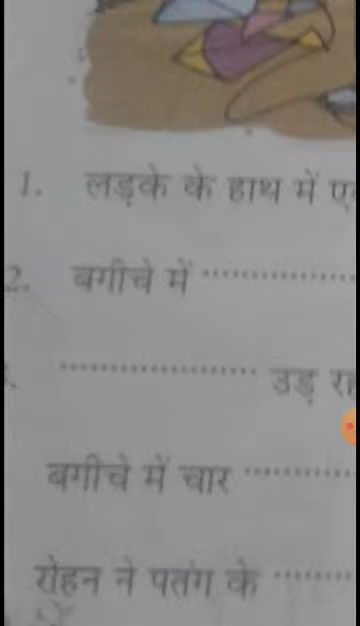 1. लड़के के हाथ में
2. बगीचे में ..................
..................... उड़
बगीचे में चार ..............
रोहन ने पतंग के ..........